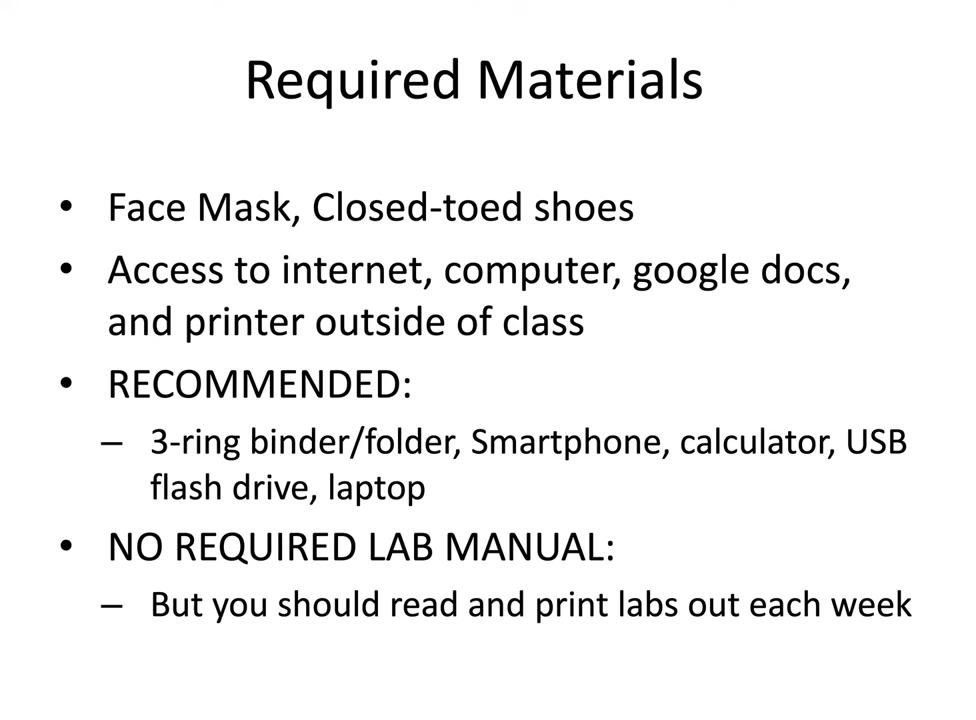 Required Materials
• Face Mask, Closed-toed shoes
• Access to internet, computer, google docs,
and printer outside of class
• RECOMMENDED:
– 3-ring binder/folder, Smartphone, calculator, USB
flash drive, laptop
• NO REQUIRED LAB MANUAL:
– But you should read and print labs out each week